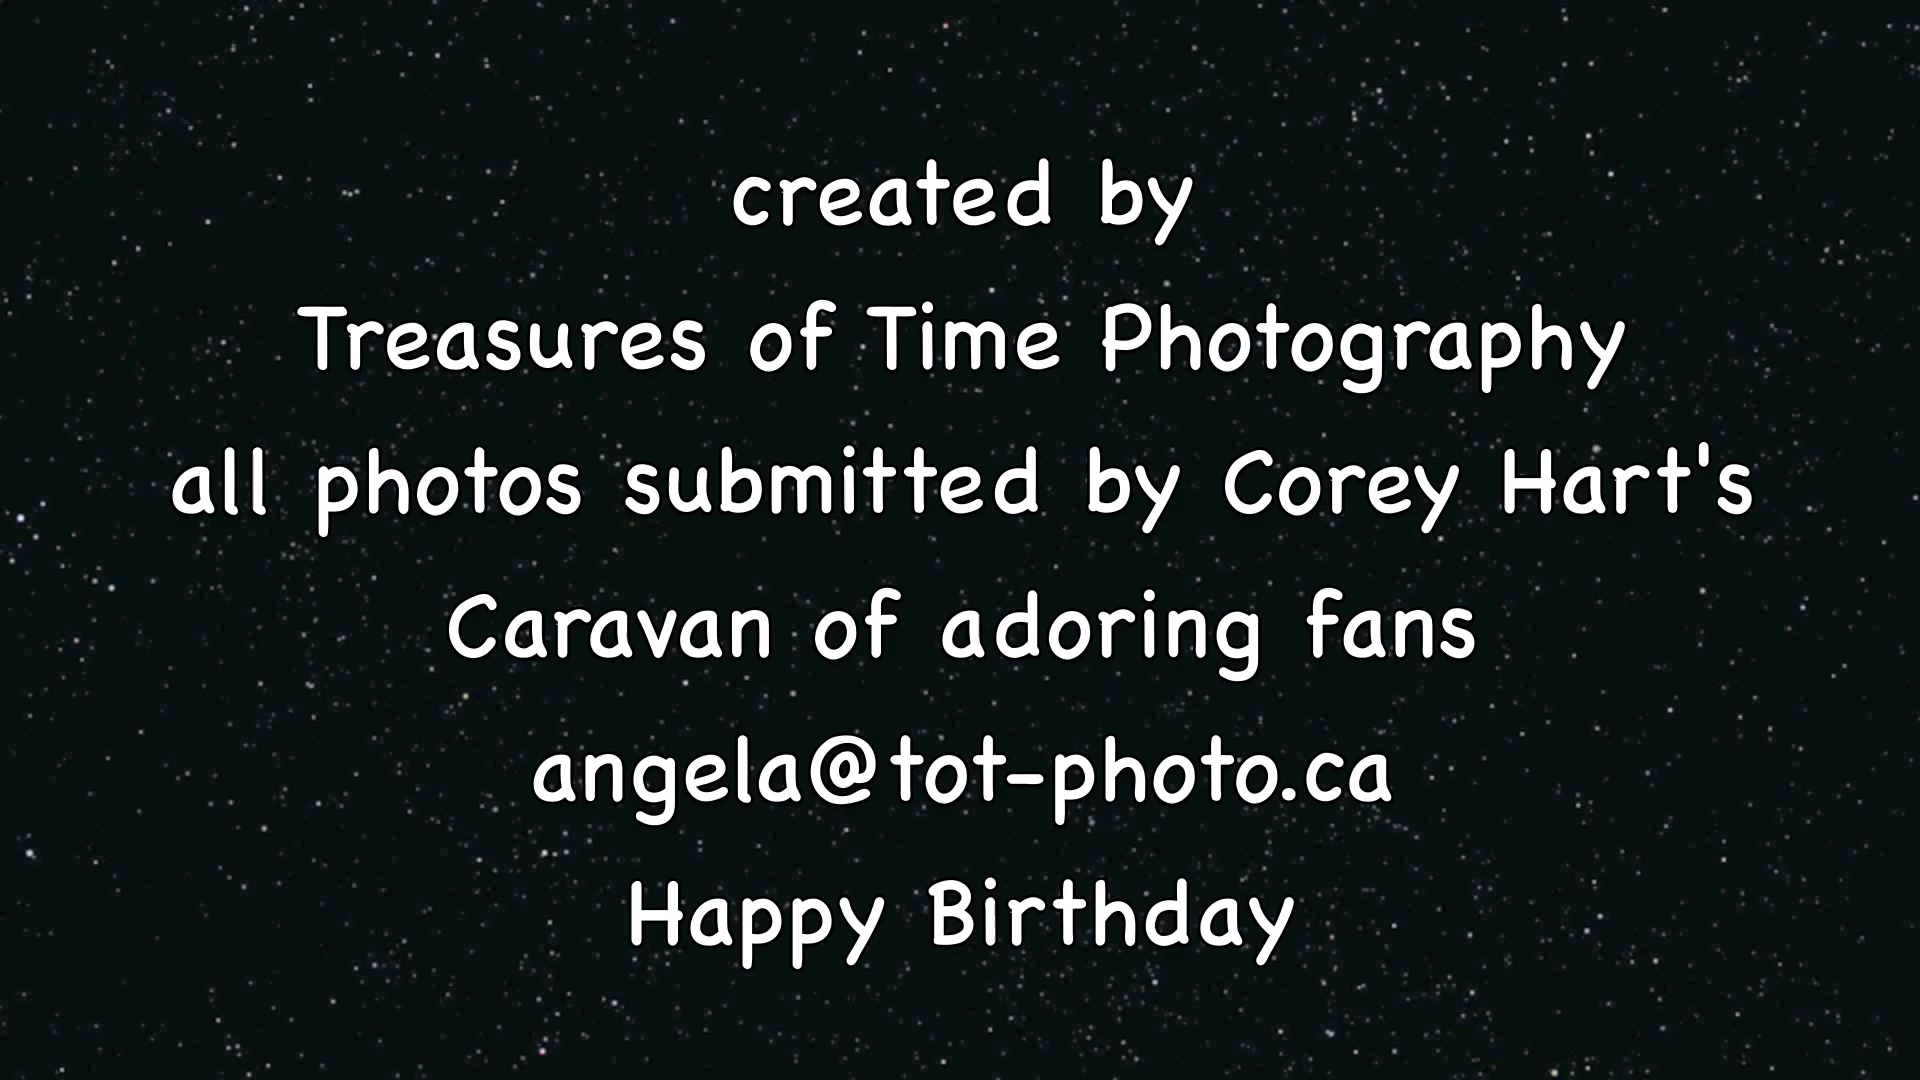 created by
Treasures of Time Photography
all photos submitted by Corey Hart's
Caravan of adoring fans
angela@tot-photo.ca
Happy Birthday